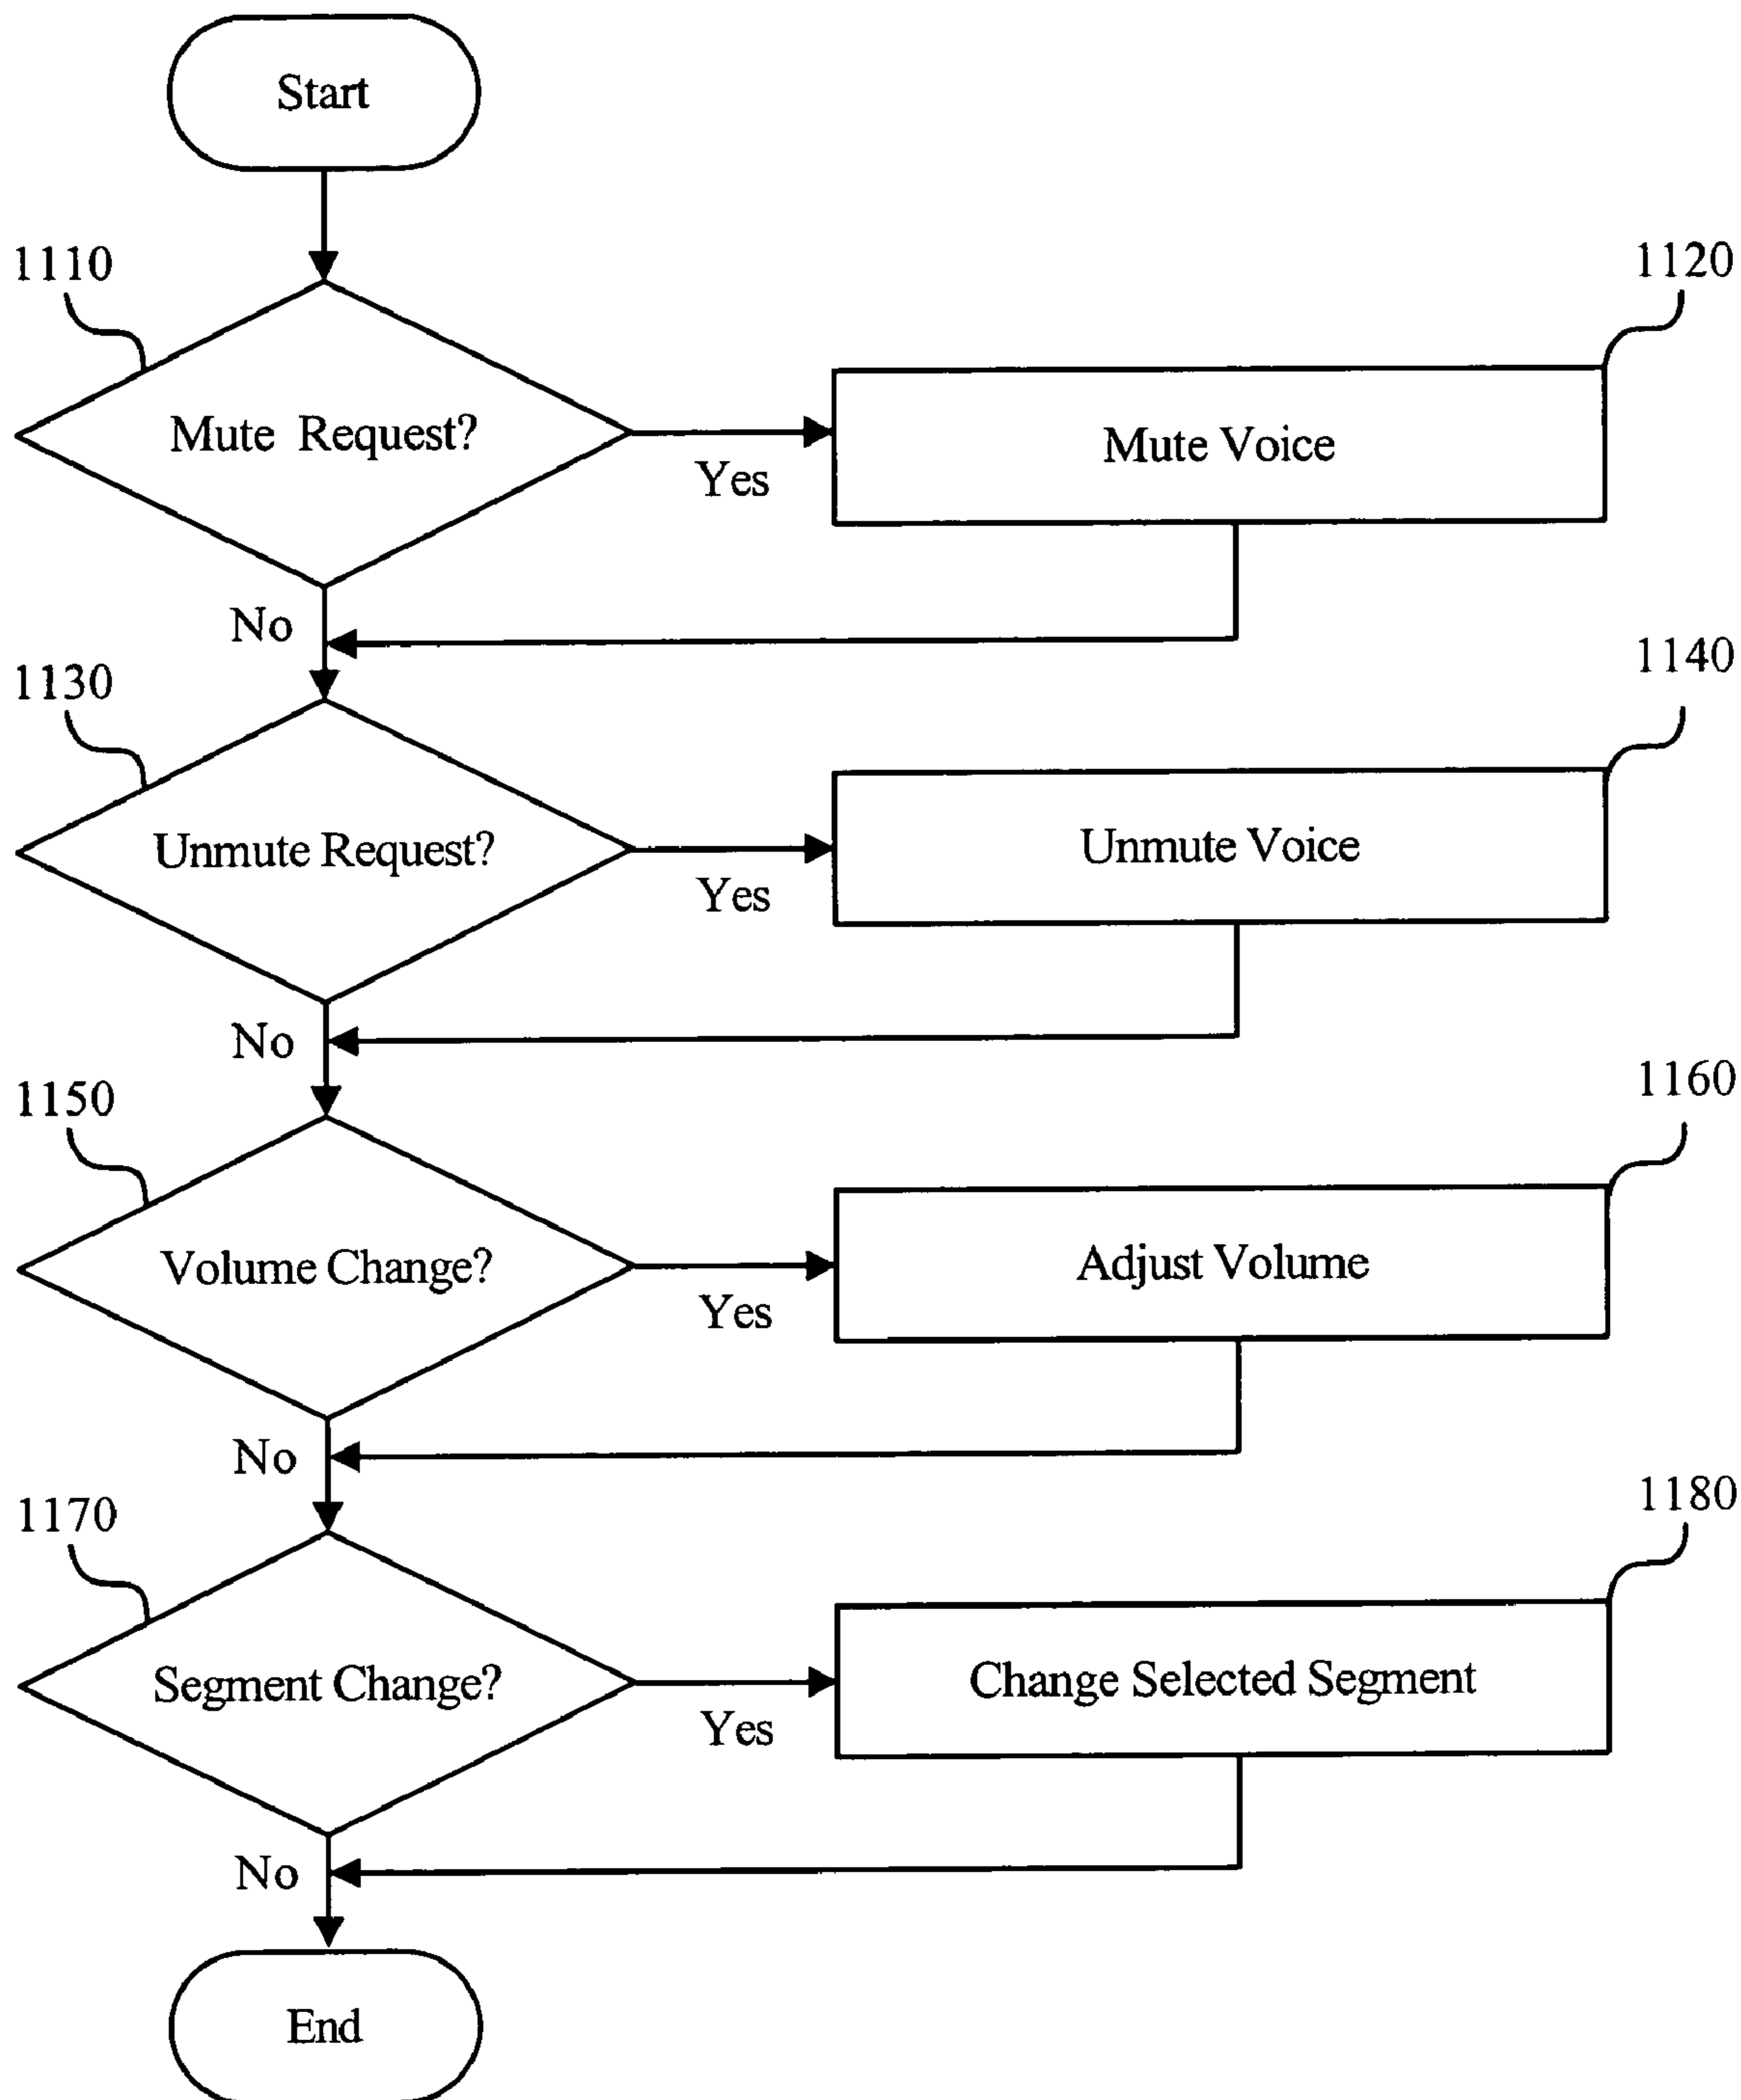 Start
1110
1120
Mute Request?
Yes
Mute Voice
No
1130
1140
Unmute Request?
Yes
Unmute Voice
No
1150
1160
Volume Change?
Yes
Adjust Volume
No
1170
1180
Segment Change?
Yes
Change Selected Segment
No
End